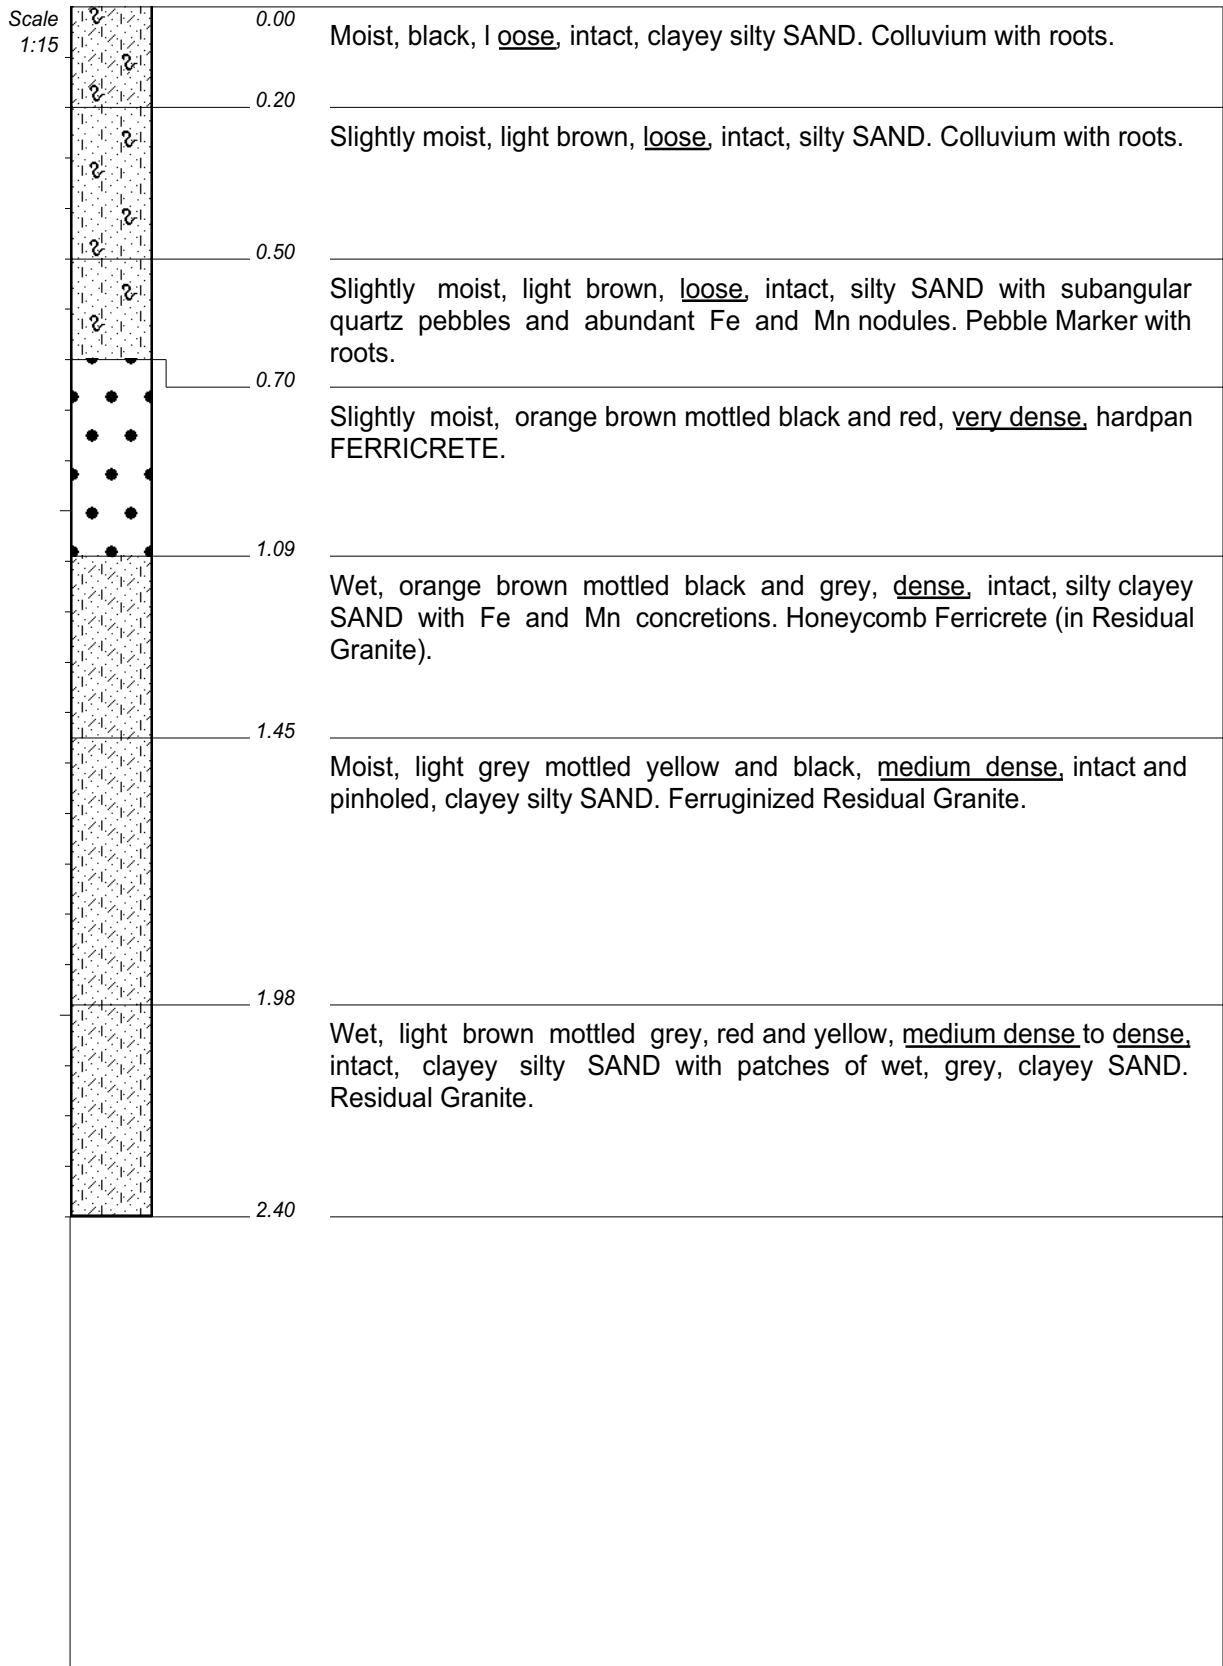 Scale
1:15
0.00
Moist, black, l oose, intact, clayey silty SAND. Colluvium with roots.
0.20
Slightly moist, light brown, loose, intact, silty SAND. Colluvium with roots.
0.50
Slightly moist, light brown, loose, intact, silty SAND with subangular
quartz pebbles and abundant Fe and Mn nodules. Pebble Marker with
roots.
0.70
Slightly moist, orange brown mottled black and red, very dense, hardpan
FERRICRETE.
1.09
Wet, orange brown mottled black and grey, dense, intact, silty clayey
SAND with Fe and Mn concretions. Honeycomb Ferricrete (in Residual
Granite).
1.45
Moist, light grey mottled yellow and black, medium dense, intact and
pinholed, clayey silty SAND. Ferruginized Residual Granite.
1.98
Wet, light brown mottled grey, red and yellow, medium dense to dense,
intact, clayey silty SAND with patches of wet, grey, clayey SAND.
Residual Granite.
2.40